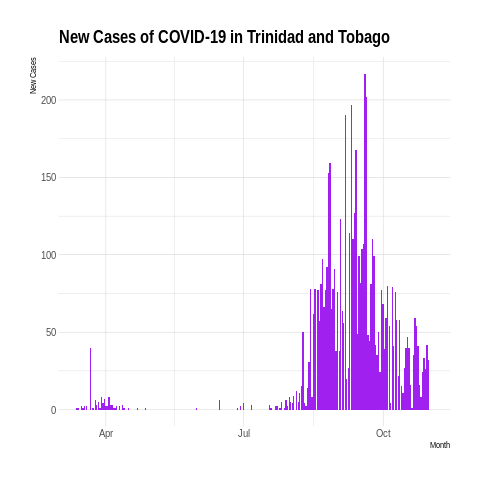 New Cases of COVID-19 in Trinidad and Tobago
New Cases
200
150
100
50
0
Apr
Jul
Oct
Month